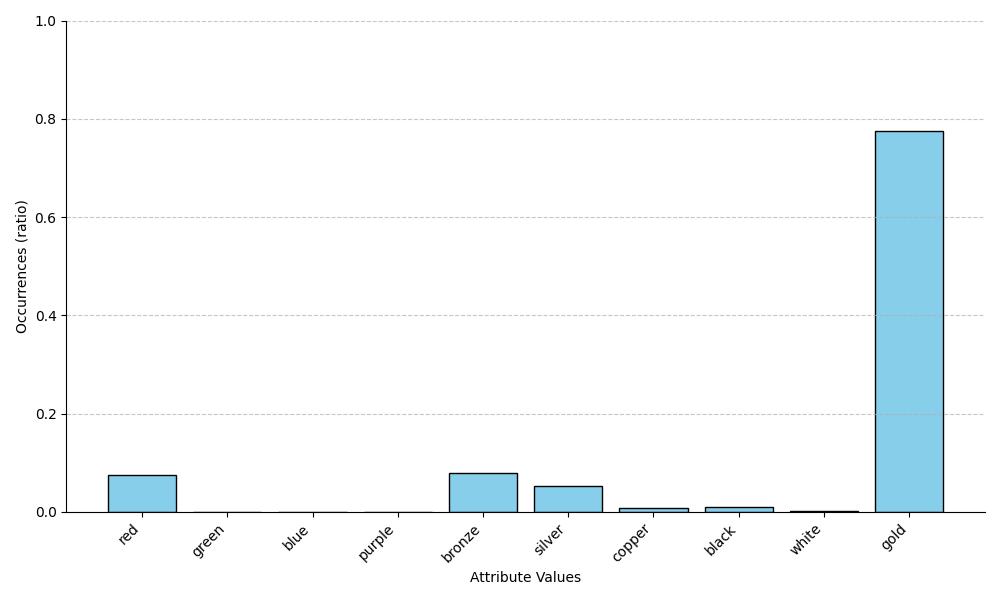 1.0
0.8
0.6
0.4
0.2
0.0
Occurrences (ratio)
red
green
blue
purple
bronze
silver
copper
black
white
gold
Attribute Values